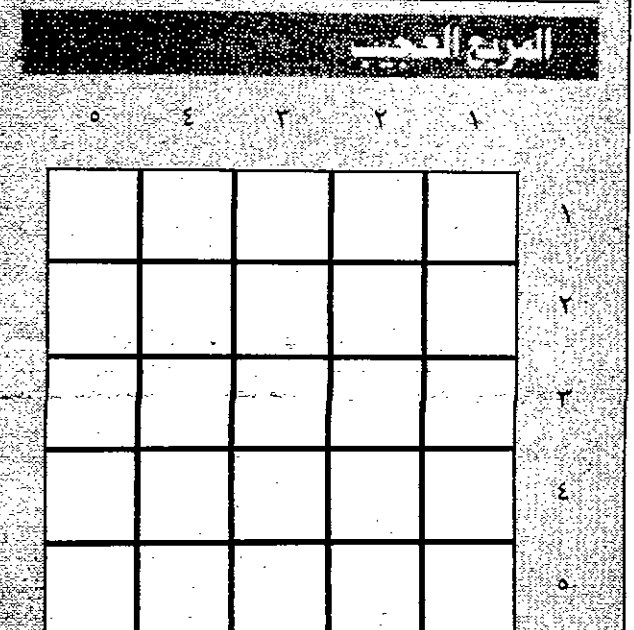 المربع العجيب
١ ٢ ٣ ٤ ٥
١
٢
٣
٤
٥